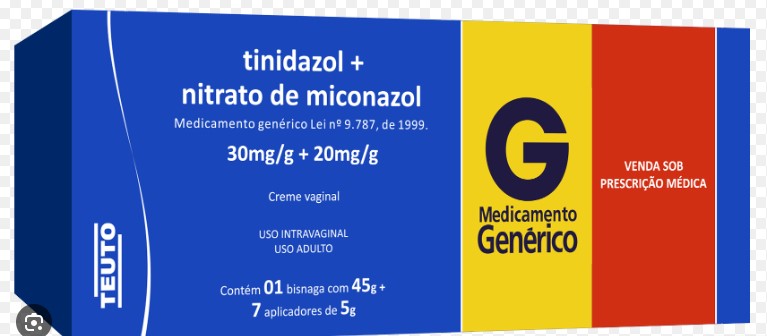 tinidazol +
nitrato de miconazol
Medicamento genérico Lei nº 9.787, de 1999.
30mg/g + 20mg/g
Creme vaginal
USO INTRAVAGINAL
USO ADULTO
Contém 01 bisnaga com 45g +
7 aplicadores de 5g
TEUTO
G
Medicamento
Genérico
VENDA SOB
PRESCRIÇÃO MÉDICA